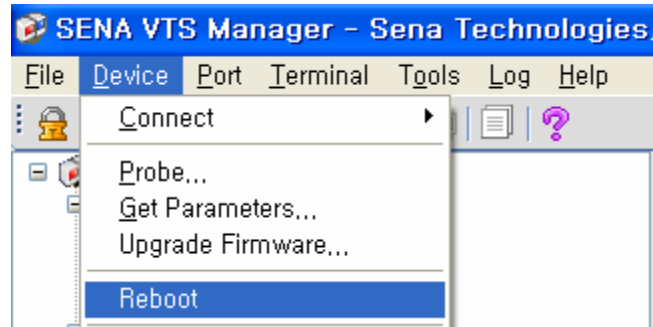 SENA VTS Manager - Sena Technologies,
File Device Port Terminal Tools Log Help
Connect
Probe...
Get Parameters...
Upgrade Firmware...
Reboot